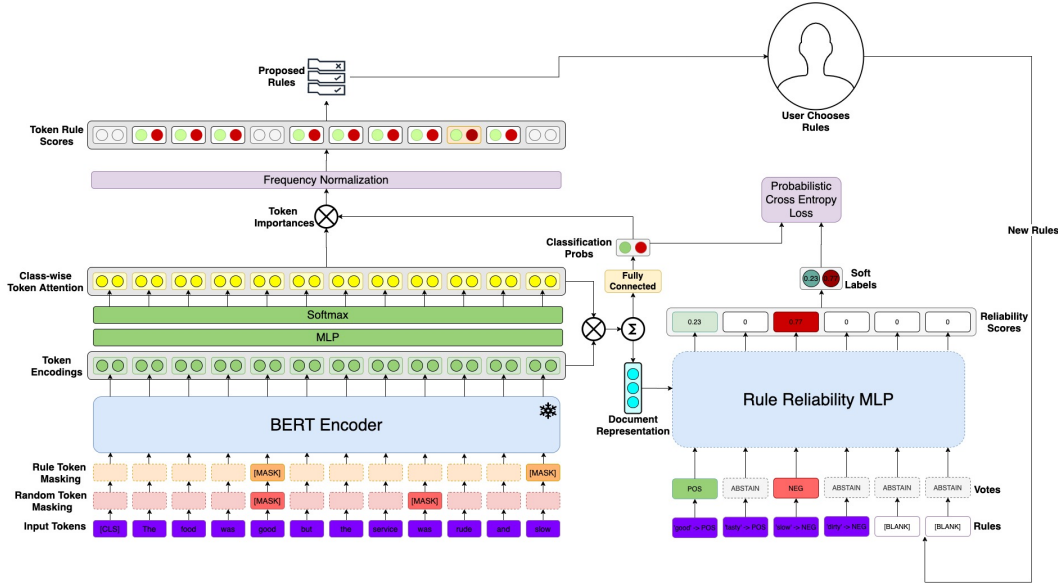 Proposed
Rules
User Chooses
Rules
Token Rule
Scores
Frequency Normalization
Probabilistic
Cross Entropy
Loss
Token
Importances
New Rules
Classification
Probs
Class-wise
Token Attention
Fully
Connected
0.23 0.77
Soft
Labels
Softmax
0.23 0 0.77 0 0 0
Reliability
Scores
MLP
Σ
Token
Encodings
BERT Encoder
Document
Representation
Rule Reliability MLP
Rule Token
Masking
[MASK] [MASK]
Random Token
Masking
[MASK] [MASK]
POS ABSTAIN NEG ABSTAIN ABSTAIN ABSTAIN
Votes
Input Tokens
[CLS] The food was good but the service was rude and slow
'good' -> POS 'tasty' -> POS 'slow' -> NEG 'dirty' -> NEG [BLANK] [BLANK]
Rules